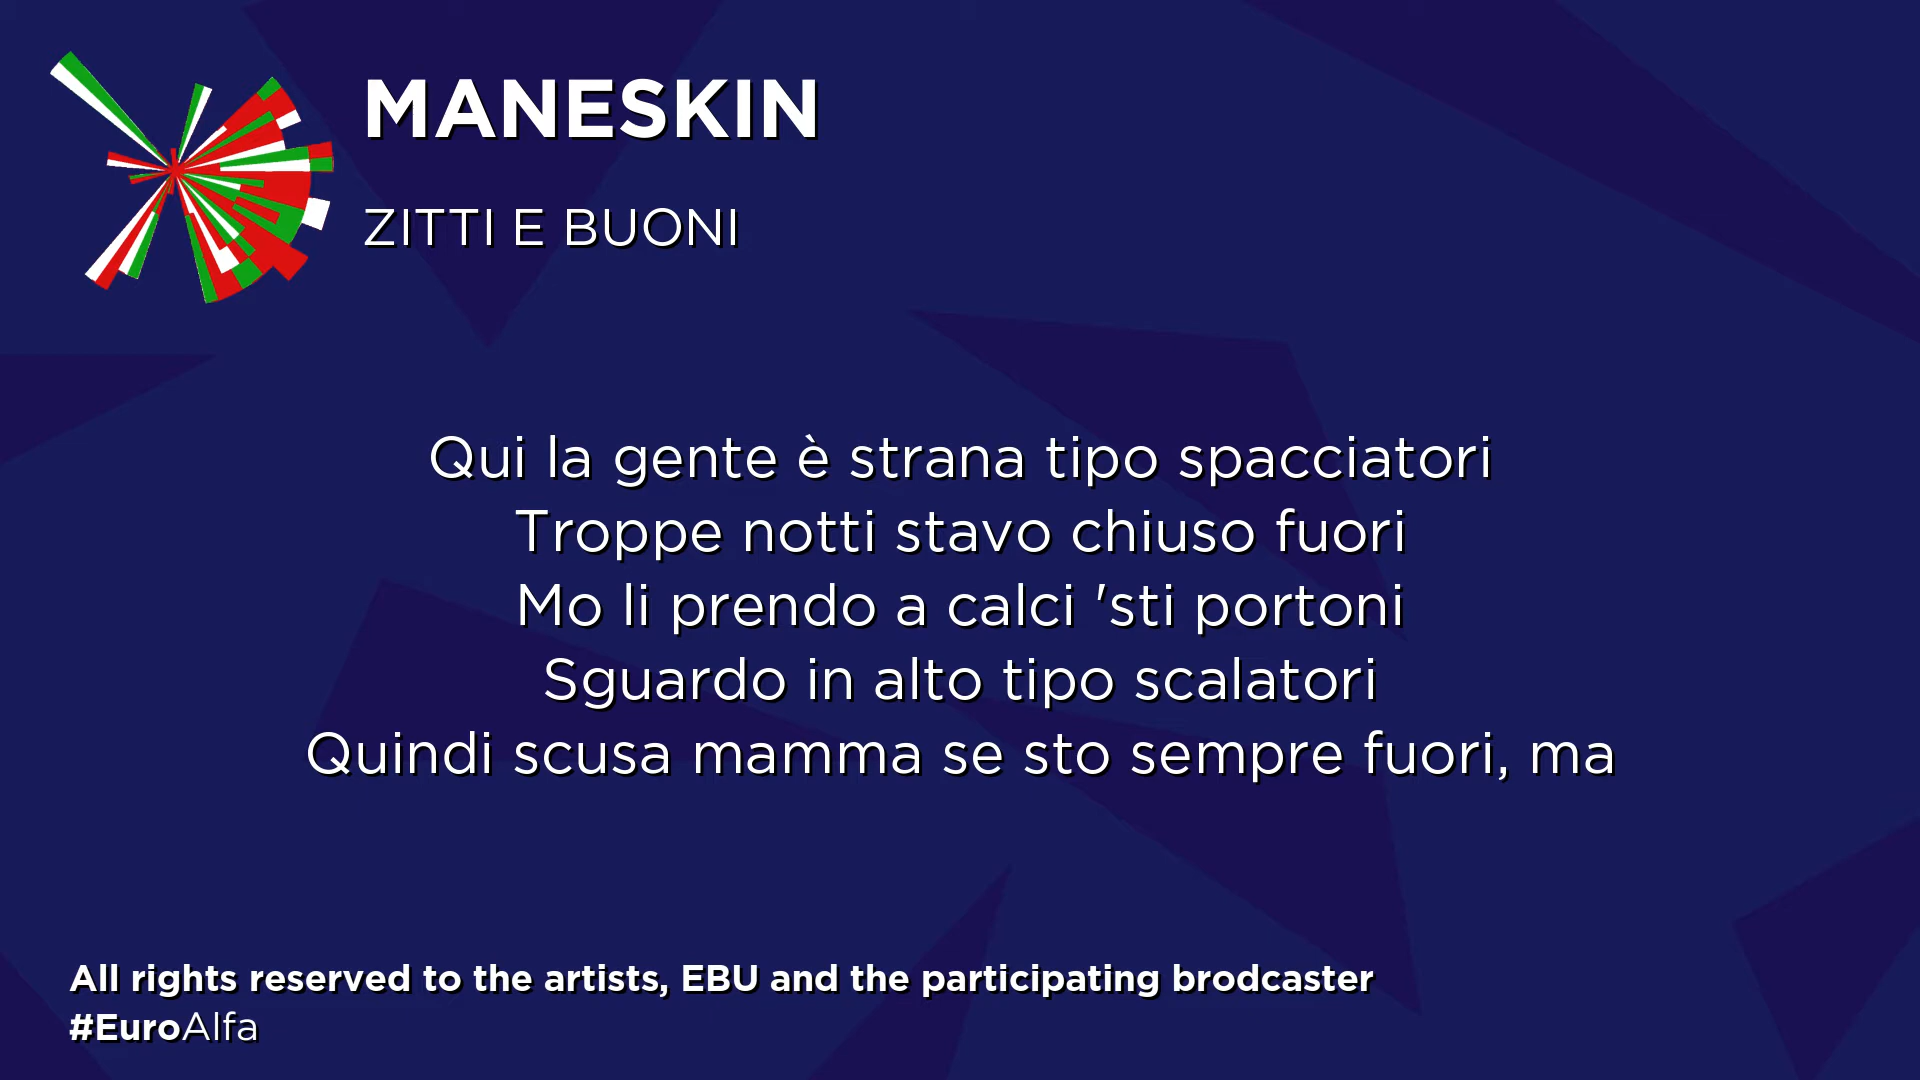 MANESKIN
ZITTI E BUONI
Qui la gente è strana tipo spacciatori
Troppe notti stavo chiuso fuori
Mo li prendo a calci 'sti portoni
Sguardo in alto tipo scalatori
Quindi scusa mamma se sto sempre fuori, ma
All rights reserved to the artists, EBU and the participating brodcaster
#EuroAlfa